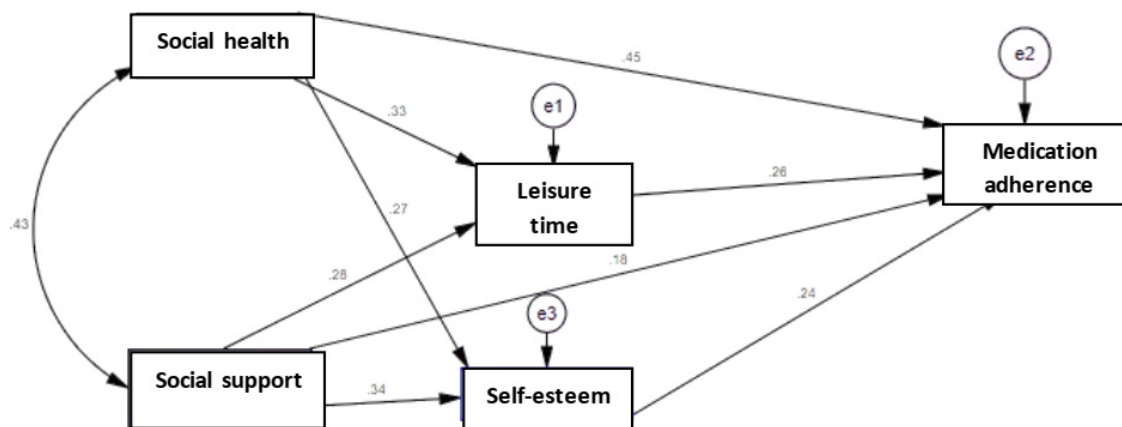 Social health
e2
.45
e1
.33
Medication
adherence
Leisure
time
.26
.27
.43
.28
.18
e3
.24
Social support
.34
Self-esteem